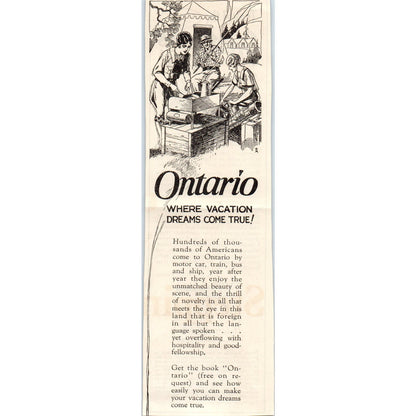 Ontario
WHERE VACATION
DREAMS COME TRUE!
Hundreds of thou-
sands of Americans
come to Ontario by
motor car, train, bus
and ship, year after
year they enjoy the
unmatched beauty of
scene, and the thrill
of novelty in all that
meets the eye in this
land that is foreign
in all but the lan-
guage spoken . . .
yet overflowing with
hospitality and good-
fellowship.
Get the book "On-
tario" (free on re-
quest) and see how
easily you can make
your vacation dreams
come true.